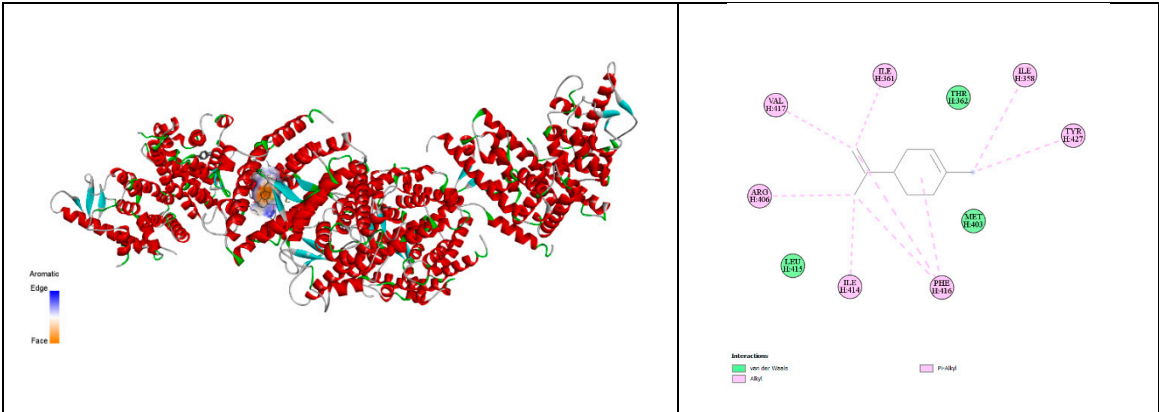 Aromatic
Edge
Face
ILE
H:361
ILE
H:358
THR
H:362
VAL
H:417
TYR
H:427
ARG
H:406
MET
H:403
LEU
H:415
ILE
H:414
PHE
H:416
Interactions
van der Waals
Alkyl
Pi-Alkyl